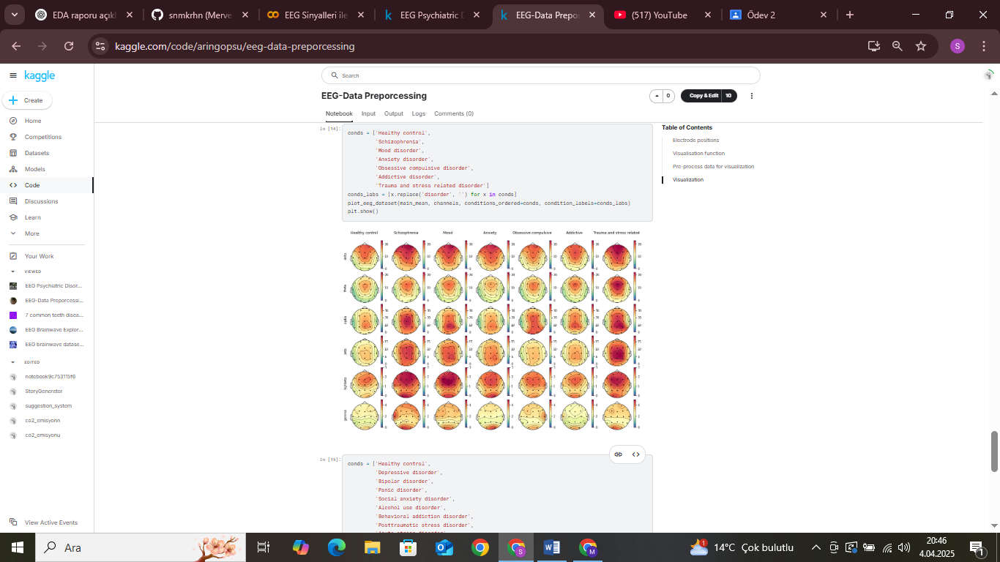 EDA raporu açıkl
snmkrhn (Merve
EEG Sinyalleri ile
EEG Psychiatric D
EEG-Data Prepor
(517) YouTube
Ödev 2
kaggle.com/code/aringopsu/eeg-data-preporcessing
S
kaggle
Search
Create
EEG-Data Preporcessing
0
Copy & Edit 10
Home
Competitions
Datasets
Models
Code
Discussions
Learn
More
Your Work
VIEWED
EEG Psychiatric Disor...
EEG-Data Preporcessi...
7 common teeth disea...
EEG Brainwave Explor...
EEG brainwave datase...
EDITED
notebook9c753115f6
StoryGeneretor
suggestion_system
co2_emisyonn
co2_emisyonu
View Active Events
Notebook Input Output Logs Comments (0)
In [14]:
conds = ['Healthy control',
'Schizophrenia',
'Mood disorder',
'Anxiety disorder',
'Obsessive compulsive disorder',
'Addictive disorder',
'Trauma and stress related disorder']
conds_labs = [x.replace('disorder', '') for x in conds]
plot_eeg_dataset(main_mean, channels, conditions_ordered=conds, condition_labels=conds_labs)
plt.show()
Healthy control Schizophrenia Mood Anxiety Obsessive compulsive Addictive Trauma and stress related
delta
theta
alpha
beta
highbeta
gamma
In [15]:
conds = ['Healthy control',
'Depressive disorder',
'Bipolar disorder',
'Panic disorder',
'Social anxiety disorder',
'Alcohol use disorder',
'Behavioral addiction disorder',
'Posttraumatic stress disorder',
Table of Contents
Electrode positions
Visualisation function
Pre-process data for visualization
Visualization
Ara
14°C Çok bulutlu
20:46
4.04.2025